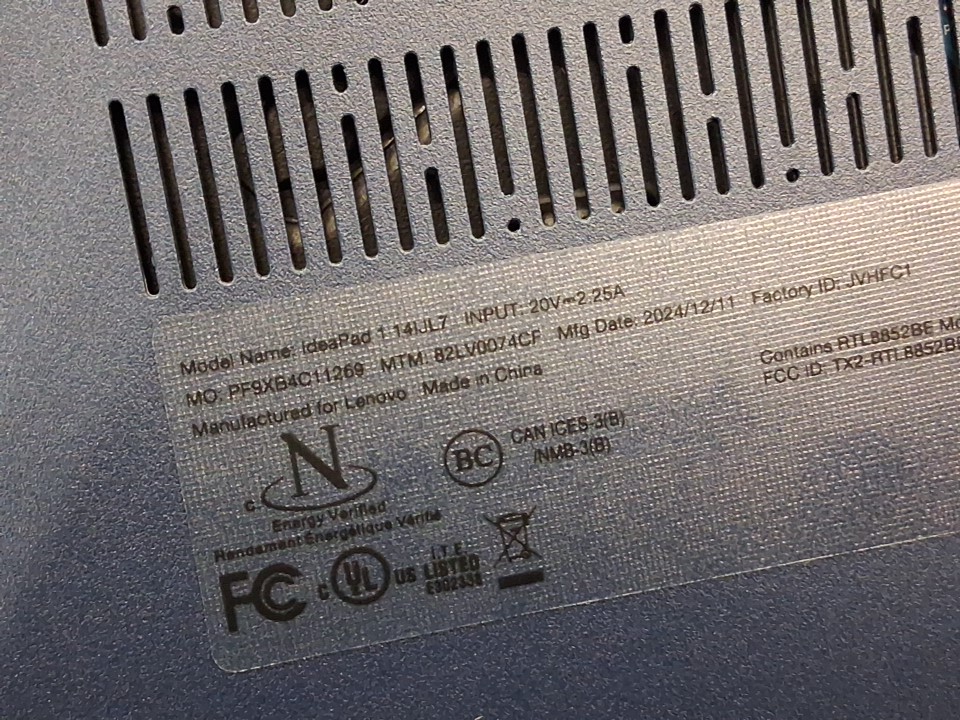 Model Name: IdeaPad 1 14IJL7 INPUT: 20V⎓2.25A
MO: PF9XB4C11269 MTM: 82LV0074CF Mfg Date: 2024/12/11 Factory ID: JVHFC1
Manufactured for Lenovo Made in China
Contains RTL8852BE
FCC ID: TX2-RTL8852BE
N
C
Energy Verified
Rendement Énergétique Vérifié
BC
CAN ICES-3(B)
/NMB-3(B)
FC
C UL US
I.T.E.
LISTED